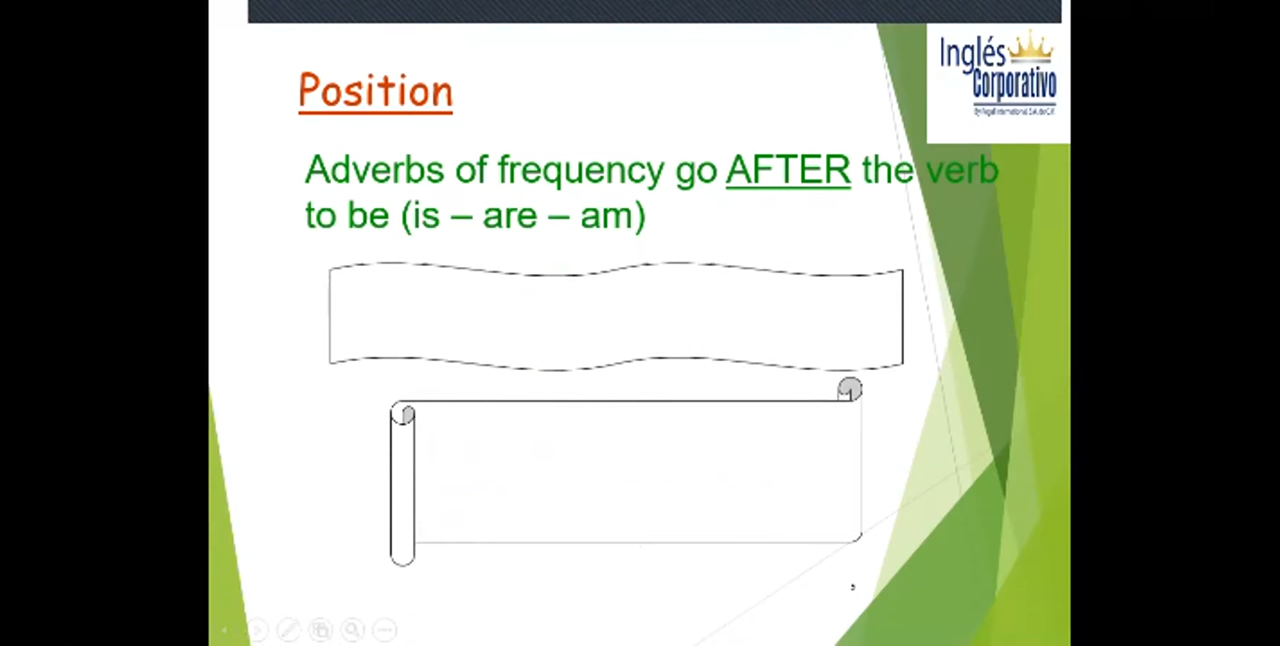 Position
Inglés
Corporativo
Adverbs of frequency go AFTER the verb
to be (is – are – am)